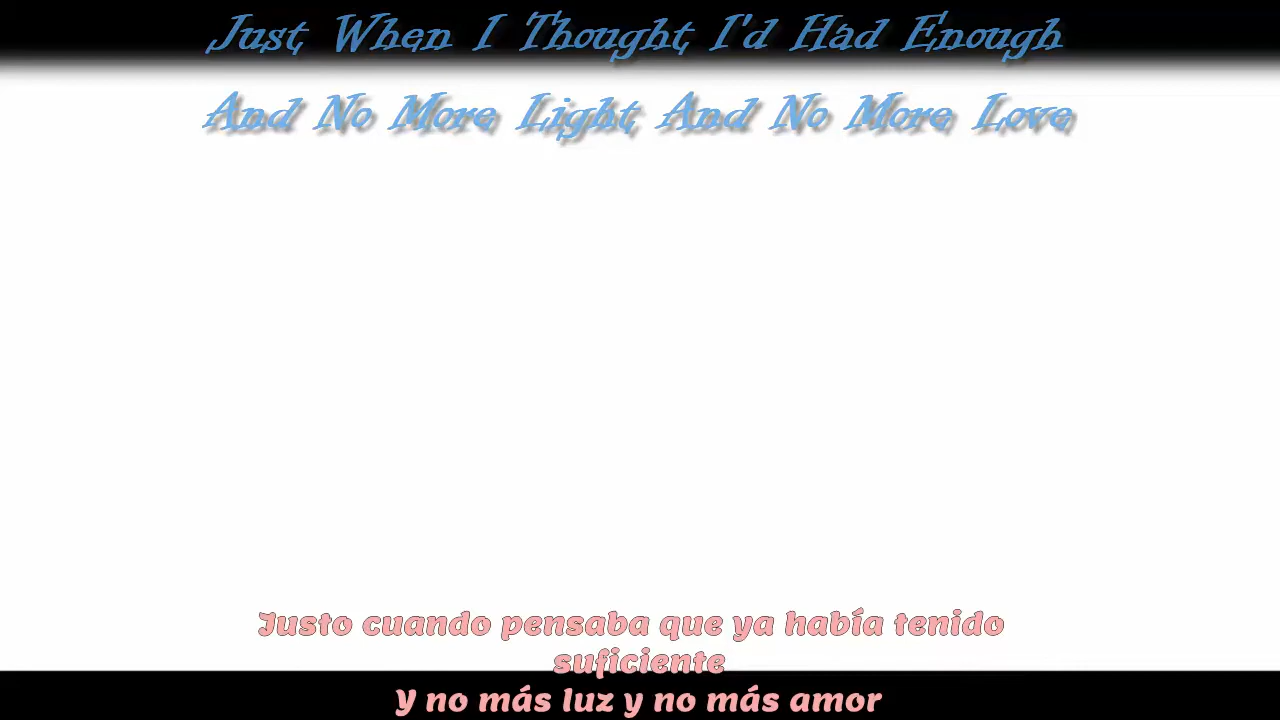 Just When I Thought I'd Had Enough
And No More Light And No More Love
Justo cuando pensaba que ya había tenido
suficiente
Y no más luz y no más amor